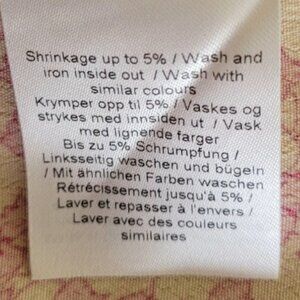 Shrinkage up to 5% / Wash and
iron inside out / Wash with
similar colours
Krymper opp til 5% / Vaskes og
strykes med innsiden ut / Vask
med lignende farger
Bis zu 5% Schrumpfung /
Linksseitig waschen und bügeln
/ Mit ähnlichen Farben waschen
Rétrécissement jusqu'à 5% /
Laver et repasser à l'envers /
Laver avec des couleurs
similaires